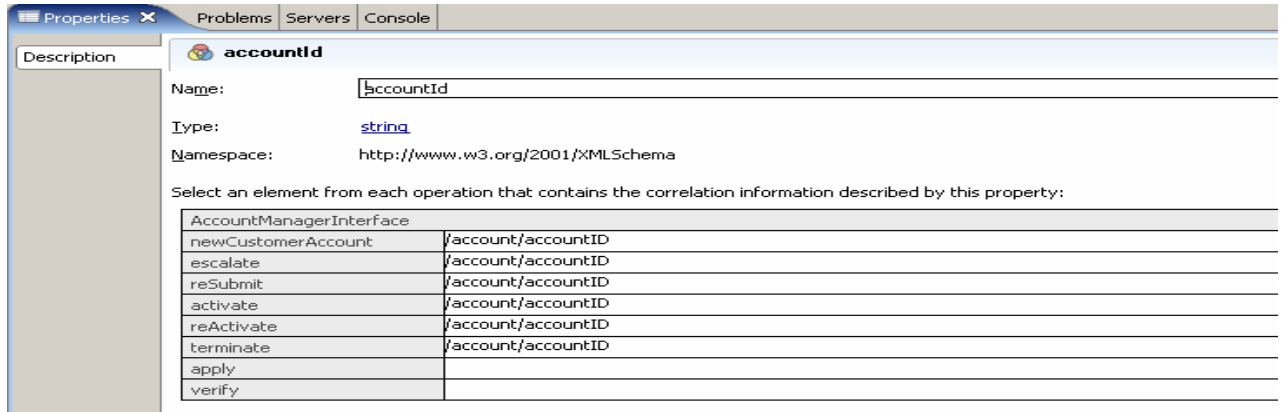 Properties Problems Servers Console
Description
accountId
Name: accountId
Type: string
Namespace: http://www.w3.org/2001/XMLSchema
Select an element from each operation that contains the correlation information described by this property:
AccountManagerInterface
newCustomerAccount /account/accountID
escalate /account/accountID
reSubmit /account/accountID
activate /account/accountID
reActivate /account/accountID
terminate /account/accountID
apply
verify